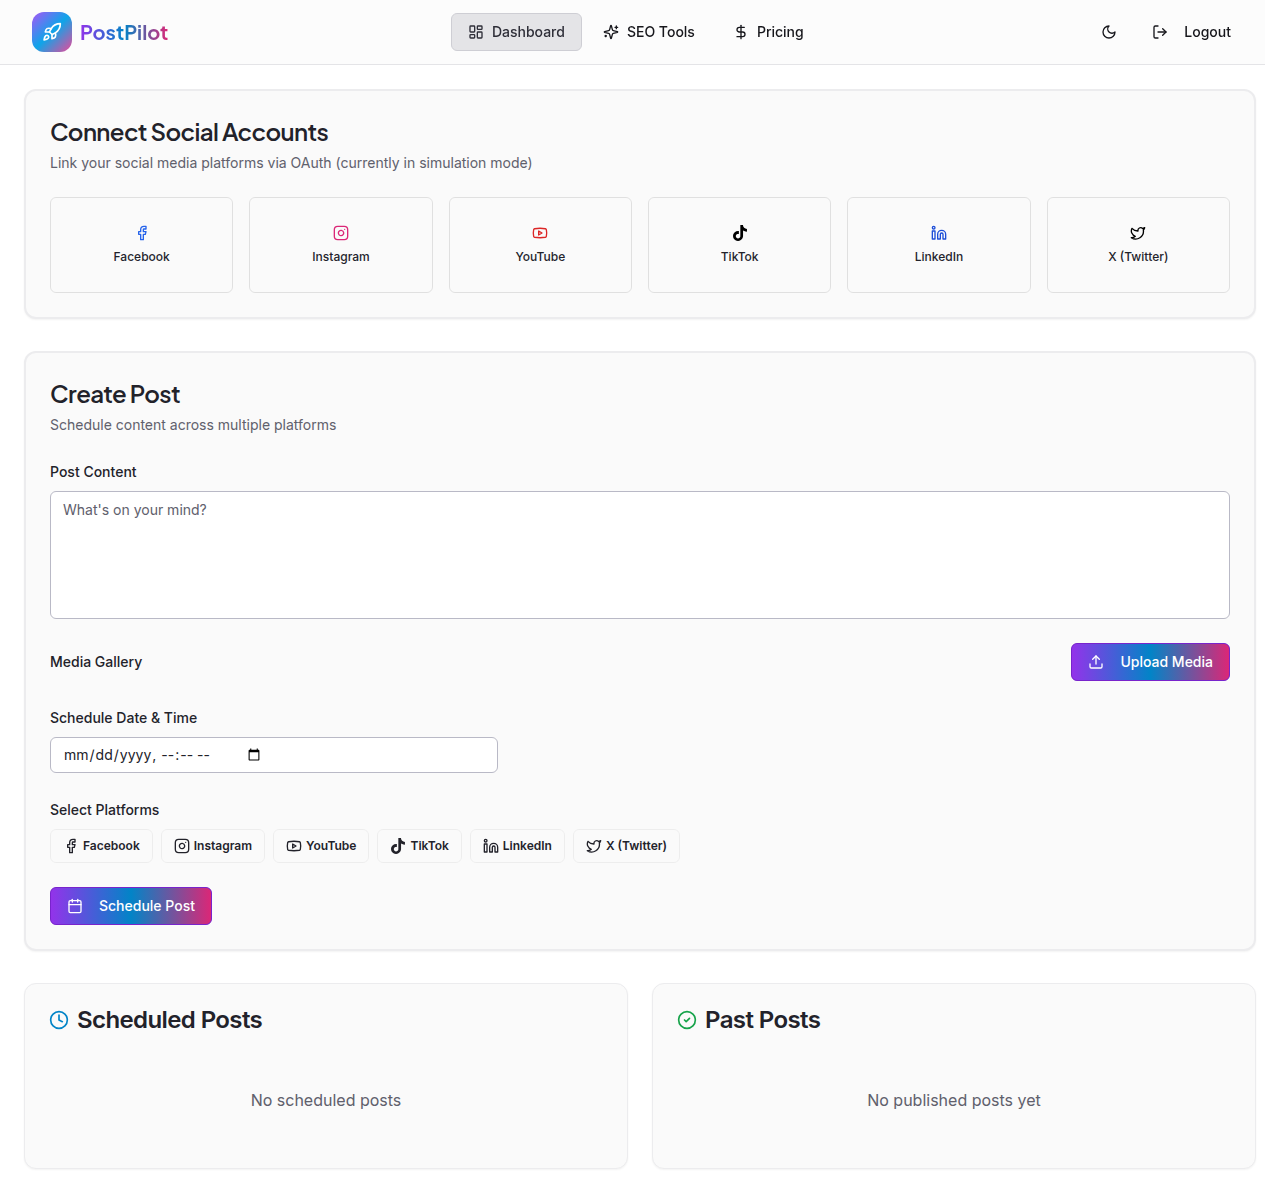 PostPilot
Dashboard
SEO Tools
Pricing
Logout
Connect Social Accounts
Link your social media platforms via OAuth (currently in simulation mode)
Facebook
Instagram
YouTube
TikTok
LinkedIn
X (Twitter)
Create Post
Schedule content across multiple platforms
Post Content
What's on your mind?
Media Gallery
Upload Media
Schedule Date & Time
mm/dd/yyyy, --:-- --
Select Platforms
Facebook
Instagram
YouTube
TikTok
LinkedIn
X (Twitter)
Schedule Post
Scheduled Posts
No scheduled posts
Past Posts
No published posts yet